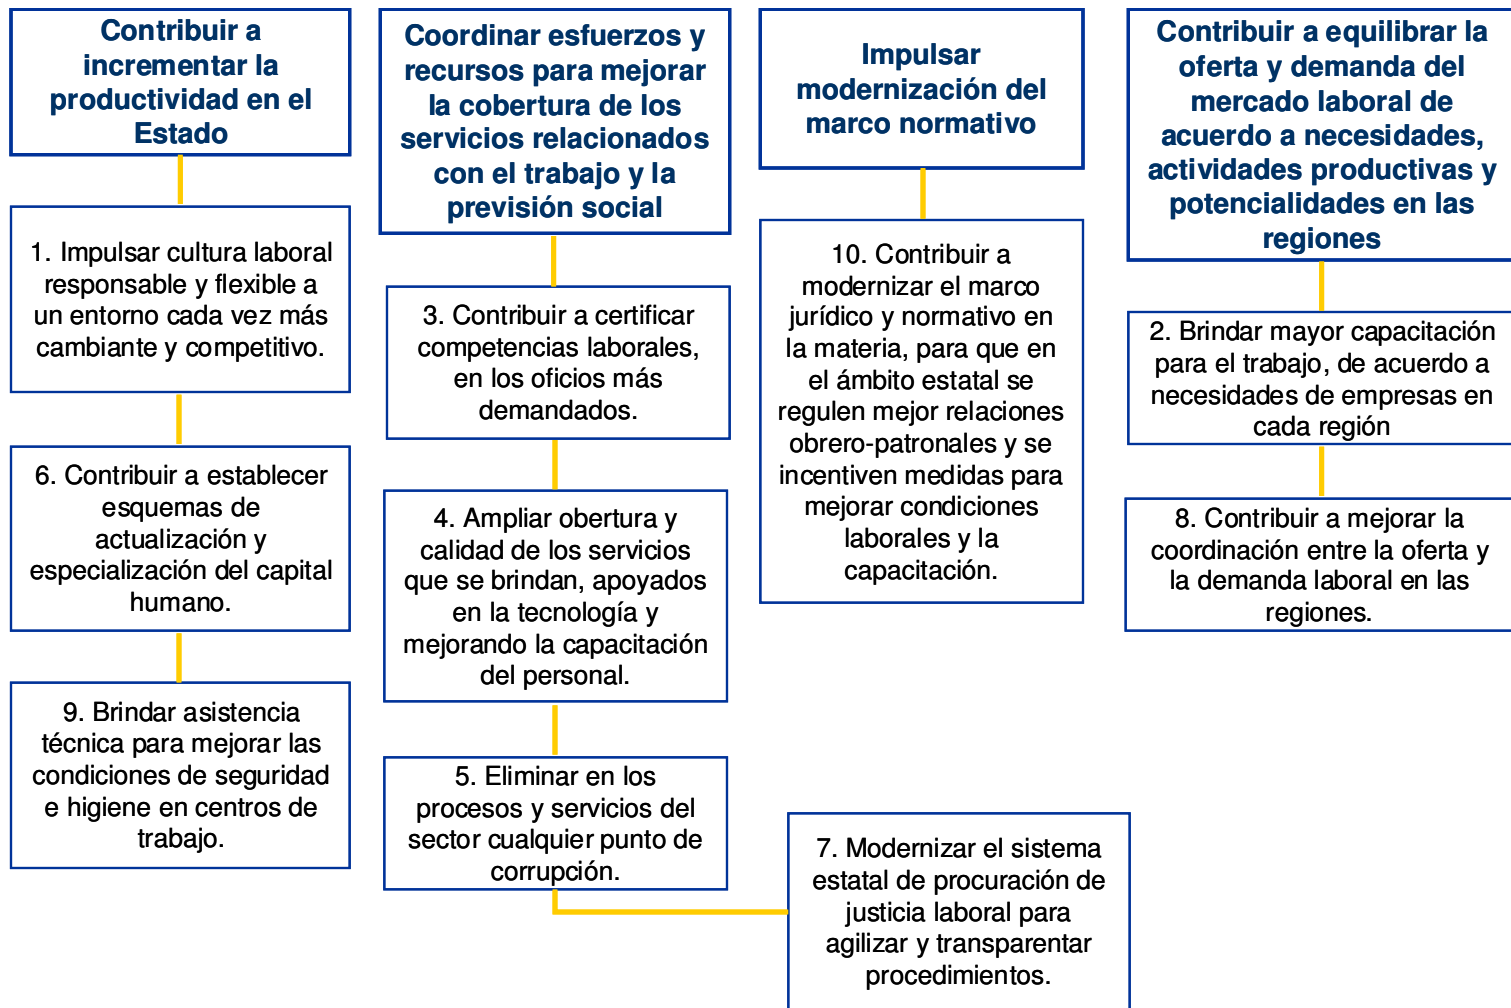 Contribuir a
incrementar la
productividad en el
Estado
1. Impulsar cultura laboral
responsable y flexible a
un entorno cada vez más
cambiante y competitivo.
6. Contribuir a establecer
esquemas de
actualización y
especialización del capital
humano.
9. Brindar asistencia
técnica para mejorar las
condiciones de seguridad
e higiene en centros de
trabajo.
Coordinar esfuerzos y
recursos para mejorar
la cobertura de los
servicios relacionados
con el trabajo y la
previsión social
3. Contribuir a certificar
competencias laborales,
en los oficios más
demandados.
4. Ampliar obertura y
calidad de los servicios
que se brindan, apoyados
en la tecnología y
mejorando la capacitación
del personal.
5. Eliminar en los
procesos y servicios del
sector cualquier punto de
corrupción.
7. Modernizar el sistema
estatal de procuración de
justicia laboral para
agilizar y transparentar
procedimientos.
Impulsar
modernización del
marco normativo
10. Contribuir a
modernizar el marco
jurídico y normativo en
la materia, para que en
el ámbito estatal se
regulen mejor relaciones
obrero-patronales y se
incentiven medidas para
mejorar condiciones
laborales y la
capacitación.
Contribuir a equilibrar la
oferta y demanda del
mercado laboral de
acuerdo a necesidades,
actividades productivas y
potencialidades en las
regiones
2. Brindar mayor capacitación
para el trabajo, de acuerdo a
necesidades de empresas en
cada región
8. Contribuir a mejorar la
coordinación entre la oferta y
la demanda laboral en las
regiones.